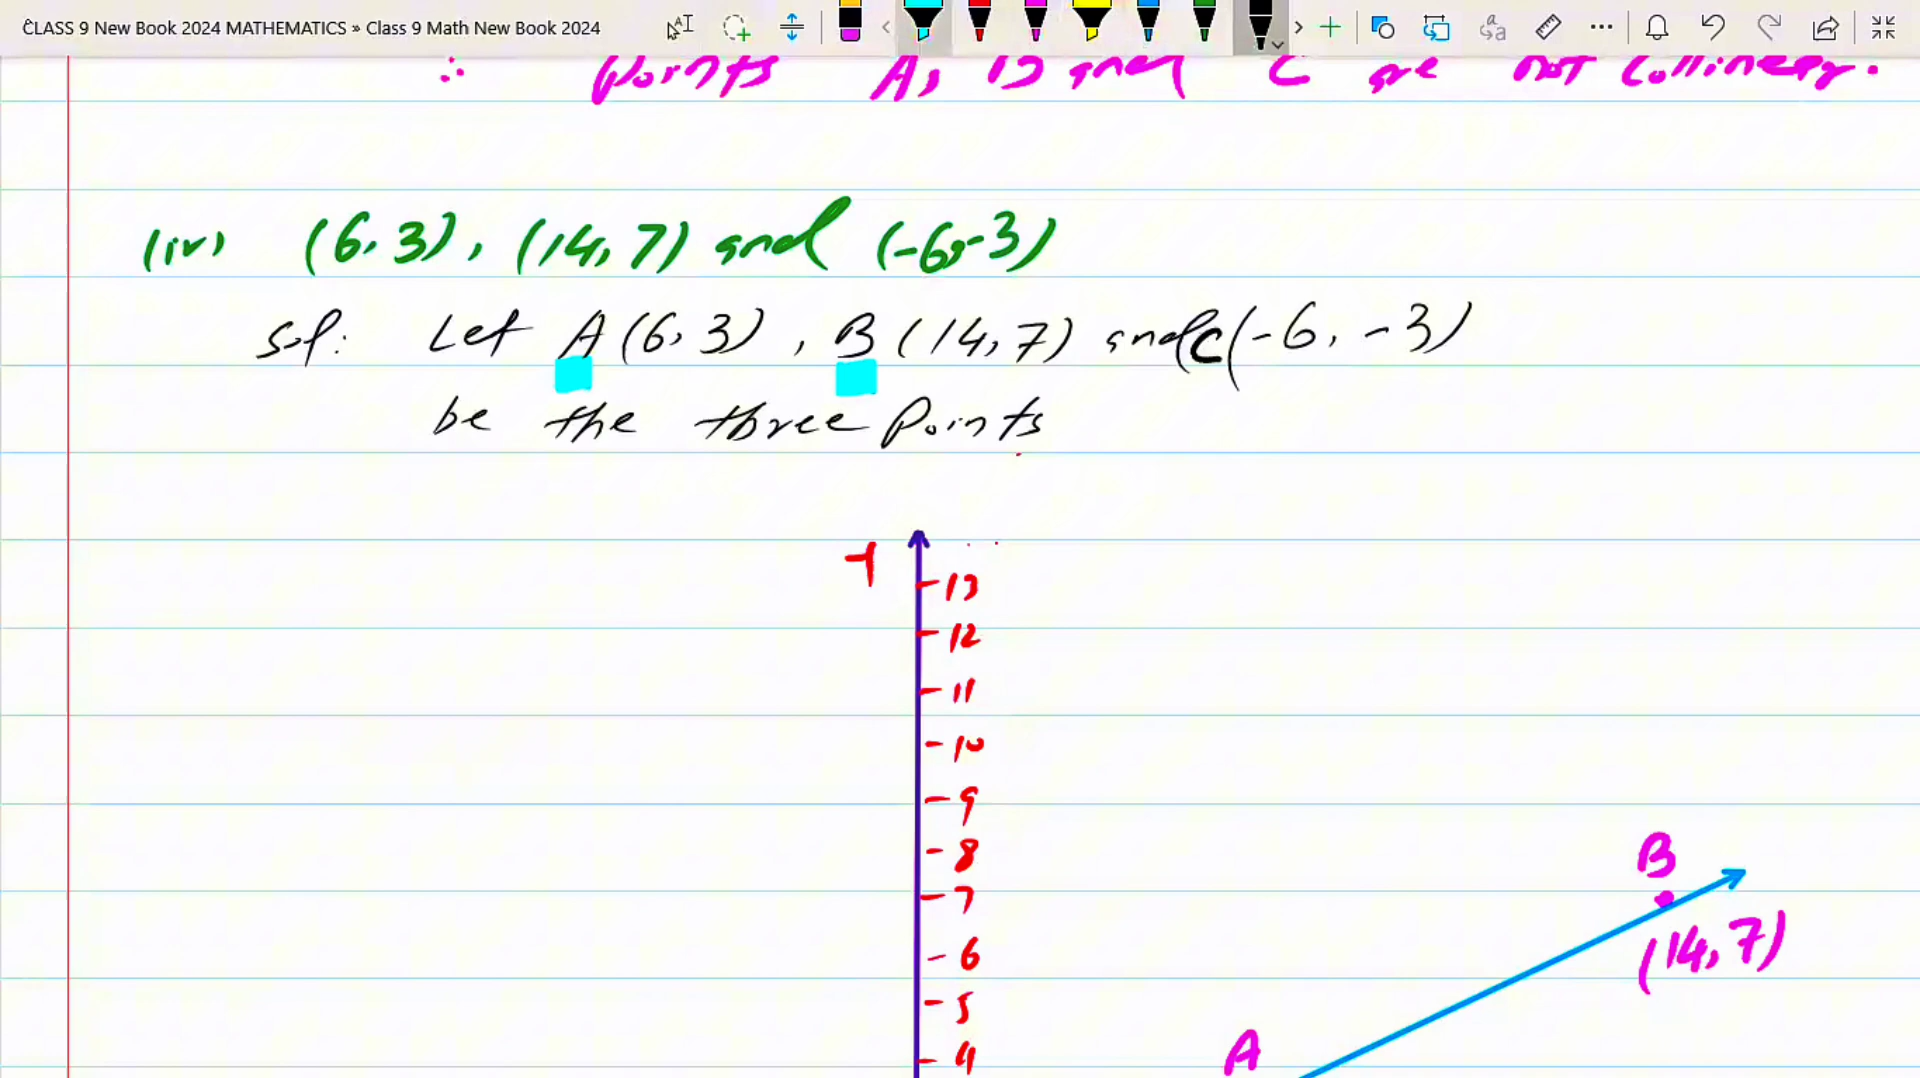 CLASS 9 New Book 2024 MATHEMATICS » Class 9 Math New Book 2024
∴ points A, B and C are not collinear.
(iv) (6, 3), (14, 7) and (-6, -3)
Sol: Let A (6, 3) , B (14, 7) and C (-6, -3)
be the three Points
Y
13
12
11
10
9
8
B
7
(14, 7)
6
5
A
4